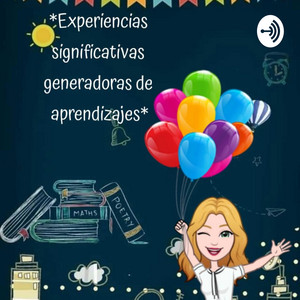 *Experiencias
significativas
generadoras de
aprendizajes*
MATHS
POETRY